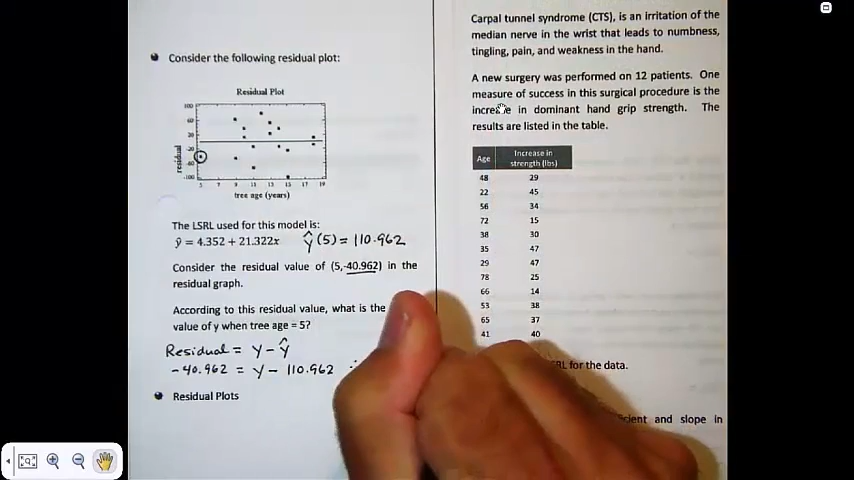 Consider the following residual plot:
Residual Plot
100
60
20
-20
-60
-100
residual
5 7 9 11 13 15 17 19
tree age (years)
The LSRL used for this model is:
ŷ = 4.352 + 21.322x ŷ(5) = 110.962
Consider the residual value of (5,-40.962) in the
residual graph.
According to this residual value, what is the
value of y when tree age = 5?
Residual = y - ŷ
-40.962 = y - 110.962
Residual Plots
Carpal tunnel syndrome (CTS), is an irritation of the
median nerve in the wrist that leads to numbness,
tingling, pain, and weakness in the hand.
A new surgery was performed on 12 patients. One
measure of success in this surgical procedure is the
increase in dominant hand grip strength. The
results are listed in the table.
Age Increase in
strength (lbs)
48 29
22 45
56 34
72 15
38 30
35 47
29 47
78 25
66 14
53 38
65 37
41 40
for the data.
and slope in